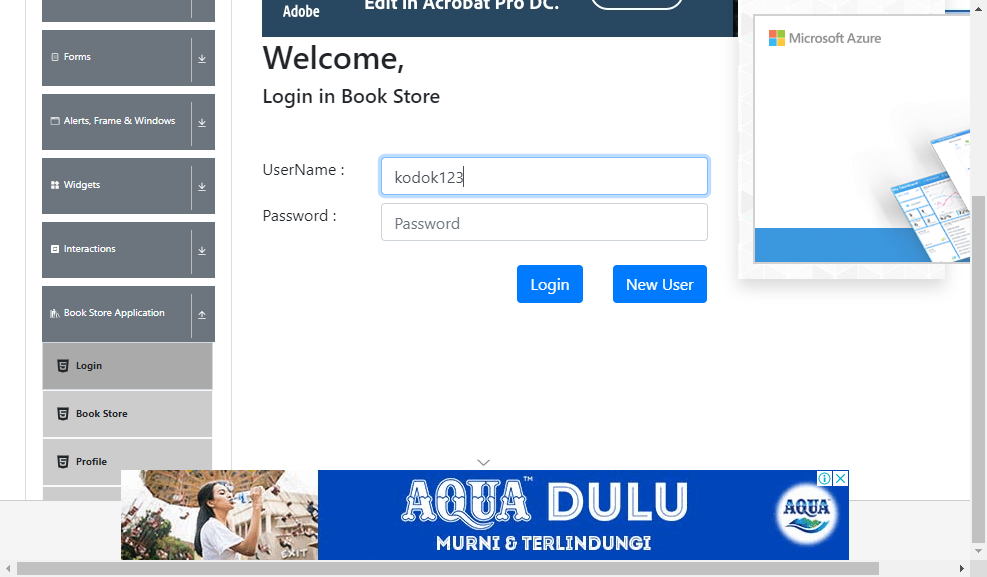 Adobe
Edit in Acrobat Pro DC.
Microsoft Azure
Forms
Alerts, Frame & Windows
Widgets
Interactions
Book Store Application
Login
Book Store
Profile
Welcome,
Login in Book Store
UserName :
kodok123
Password :
Password
Login
New User
AQUA™ DULU
MURNI & TERLINDUNGI
AQUA
EXIT